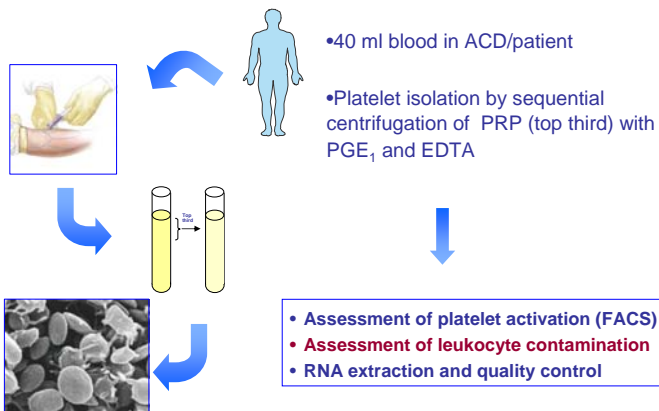 •40 ml blood in ACD/patient
•Platelet isolation by sequential
centrifugation of PRP (top third) with
PGE₁ and EDTA
Top
third
• Assessment of platelet activation (FACS)
• Assessment of leukocyte contamination
• RNA extraction and quality control